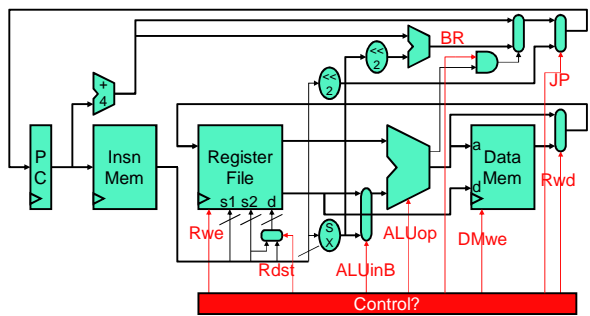 BR
<<
2
<<
2
+
4
JP
P
C
Insn
Mem
Register
File
s1 s2 d
a
d
Data
Mem
Rwd
S
X
Rwe
Rdst
ALUinB
ALUop
DMwe
Control?